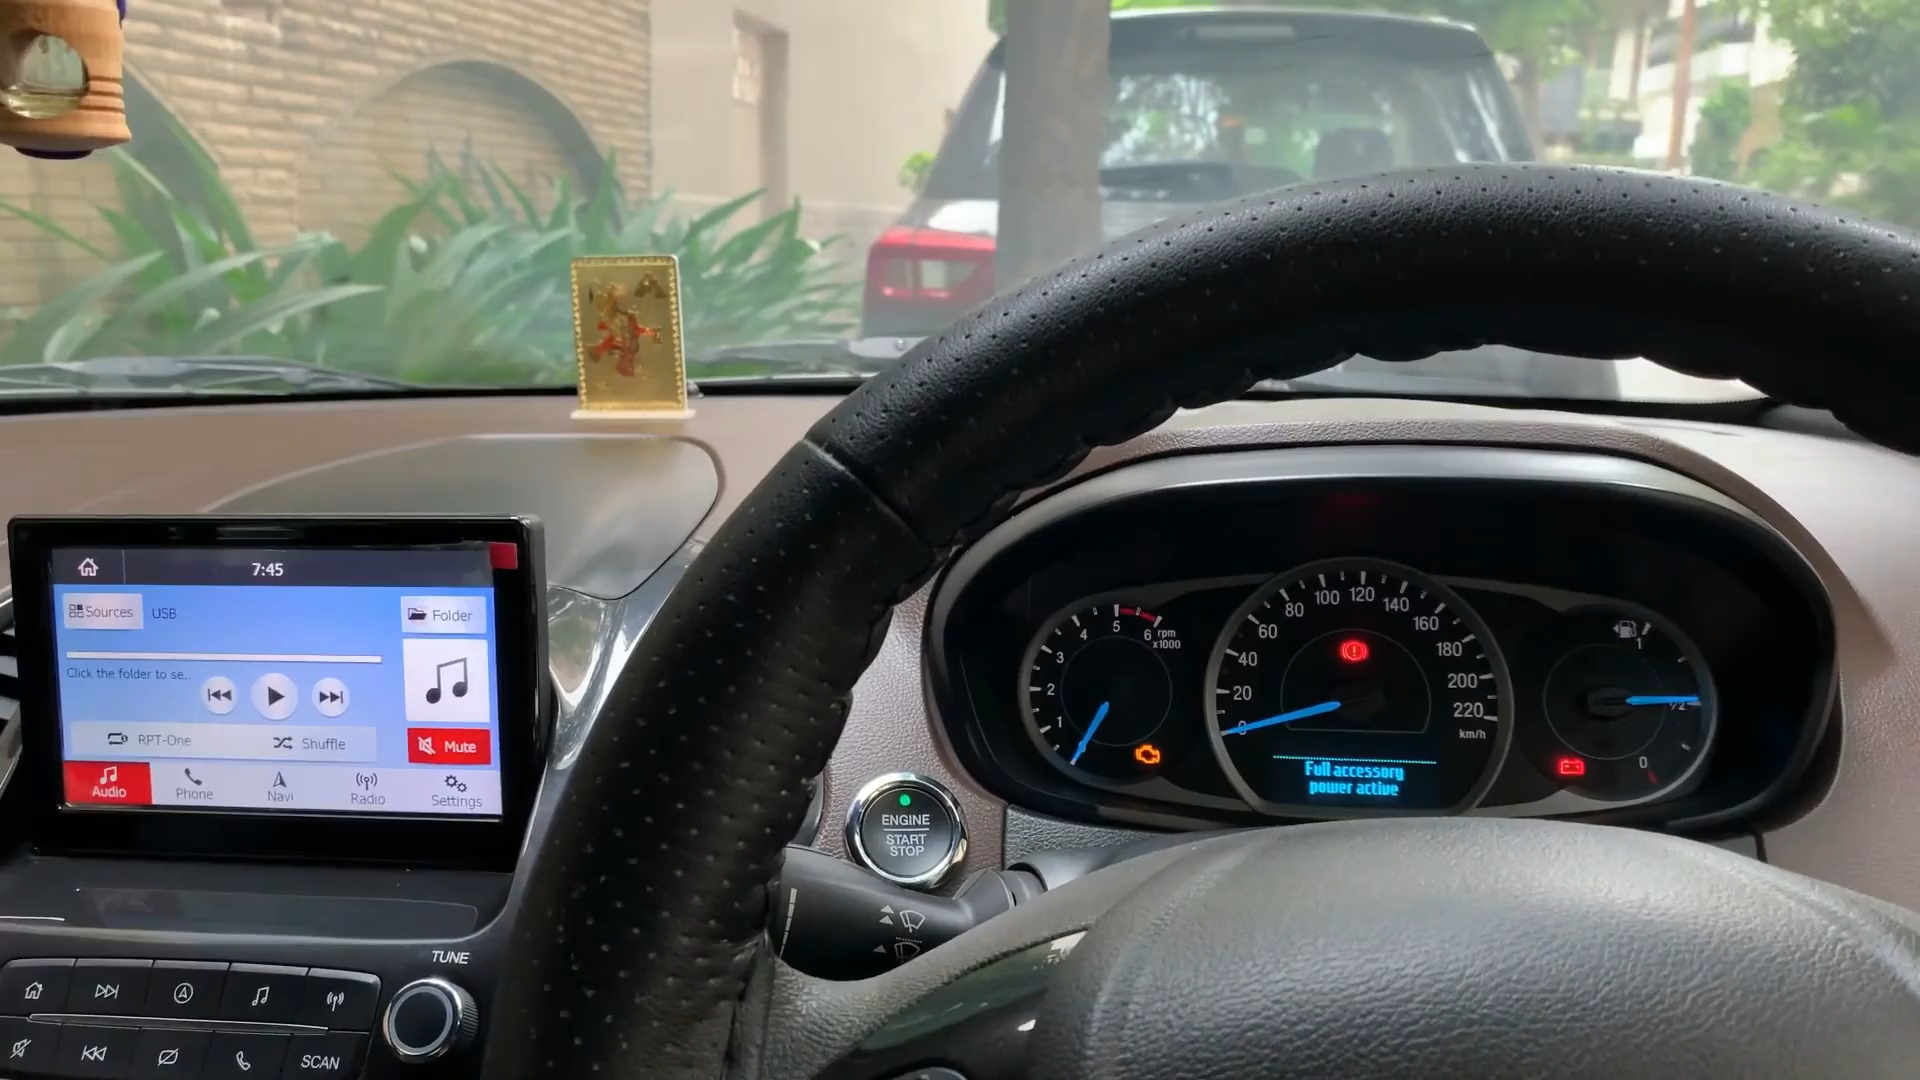 7:45
Sources USB Folder
Click the folder to se..
RPT-One Shuffle Mute
Audio Phone Navi Radio Settings
TUNE
SCAN
ENGINE
START
STOP
1 2 3 4 5 6
rpm
x1000
0 20 40 60 80 100 120 140 160 180 200 220
km/h
Full accessory
power active
1
1/2
0